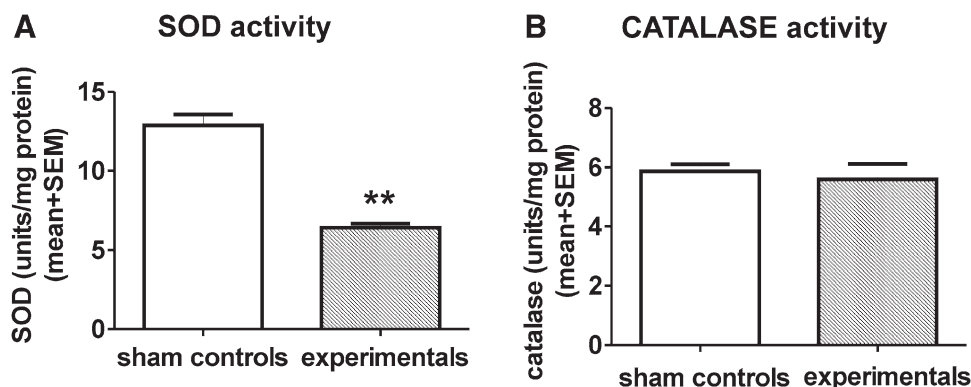 A
SOD activity
SOD (units/mg protein)
(mean+SEM)
15
10
5
0
**
sham controls
experimentals
B
CATALASE activity
catalase (units/mg protein)
(mean+SEM)
8
6
4
2
0
sham controls
experimentals